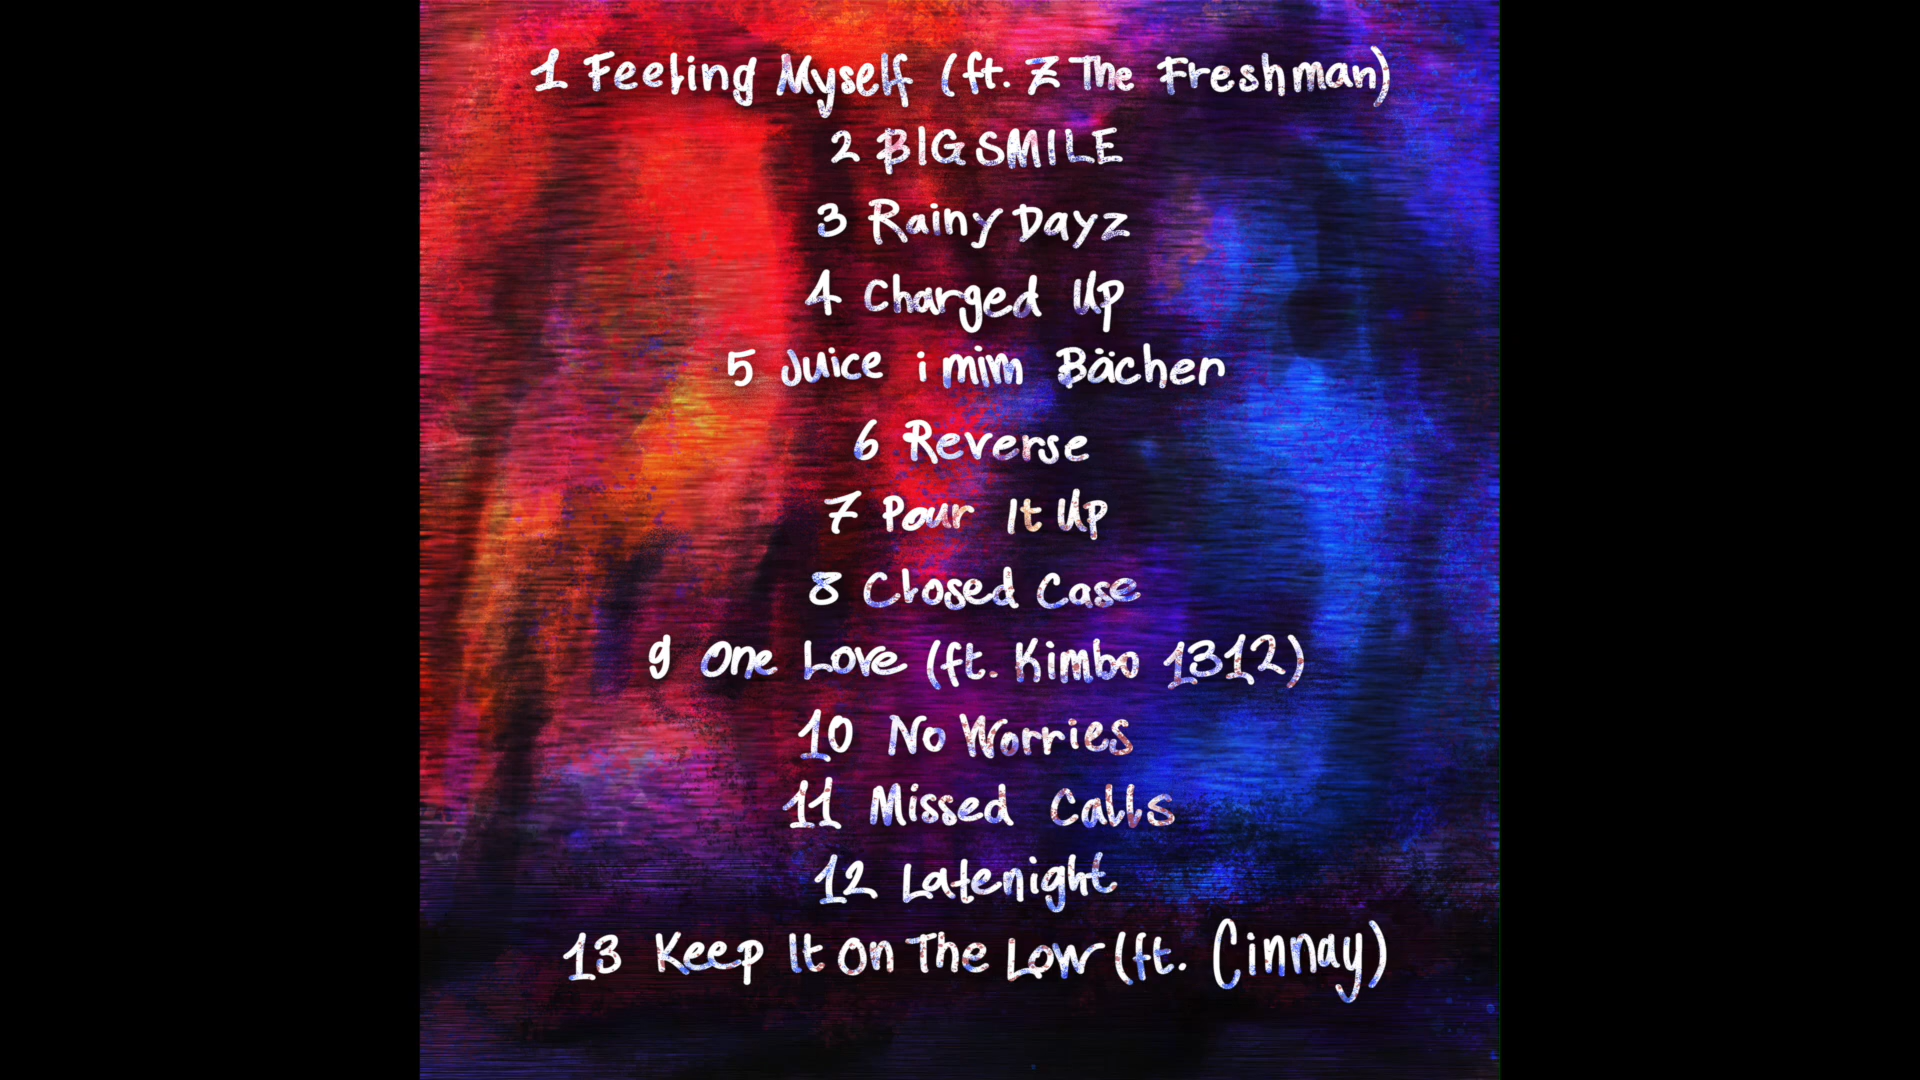 1 Feeling Myself (ft. Z The Freshman)
2 BIG SMILE
3 Rainy Dayz
4 Charged Up
5 Juice i mim Bächer
6 Reverse
7 Pour It Up
8 Closed Case
9 One Love (ft. Kimbo 1312)
10 No Worries
11 Missed Calls
12 Latenight
13 Keep It On The Low (ft. Cinnay)